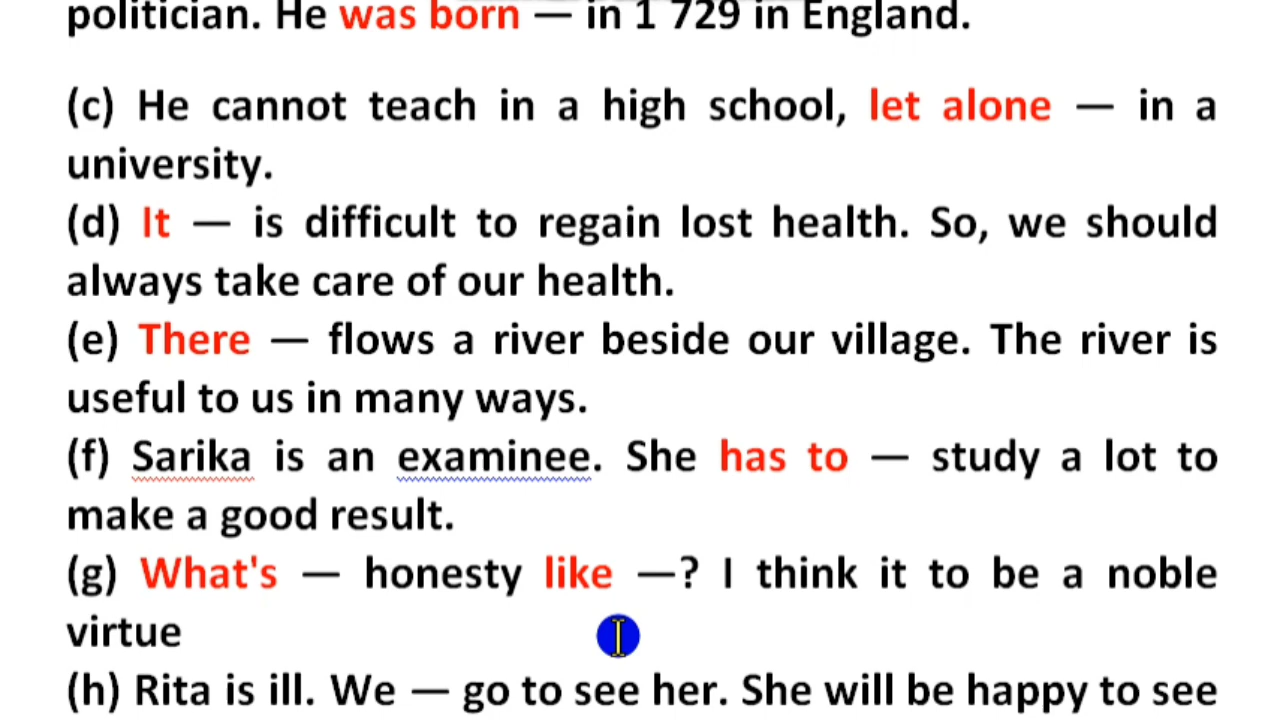 politician. He was born — in 1 729 in England.
(c) He cannot teach in a high school, let alone — in a
university.
(d) It — is difficult to regain lost health. So, we should
always take care of our health.
(e) There — flows a river beside our village. The river is
useful to us in many ways.
(f) Sarika is an examinee. She has to — study a lot to
make a good result.
(g) What's — honesty like —? I think it to be a noble
virtue
(h) Rita is ill. We — go to see her. She will be happy to see